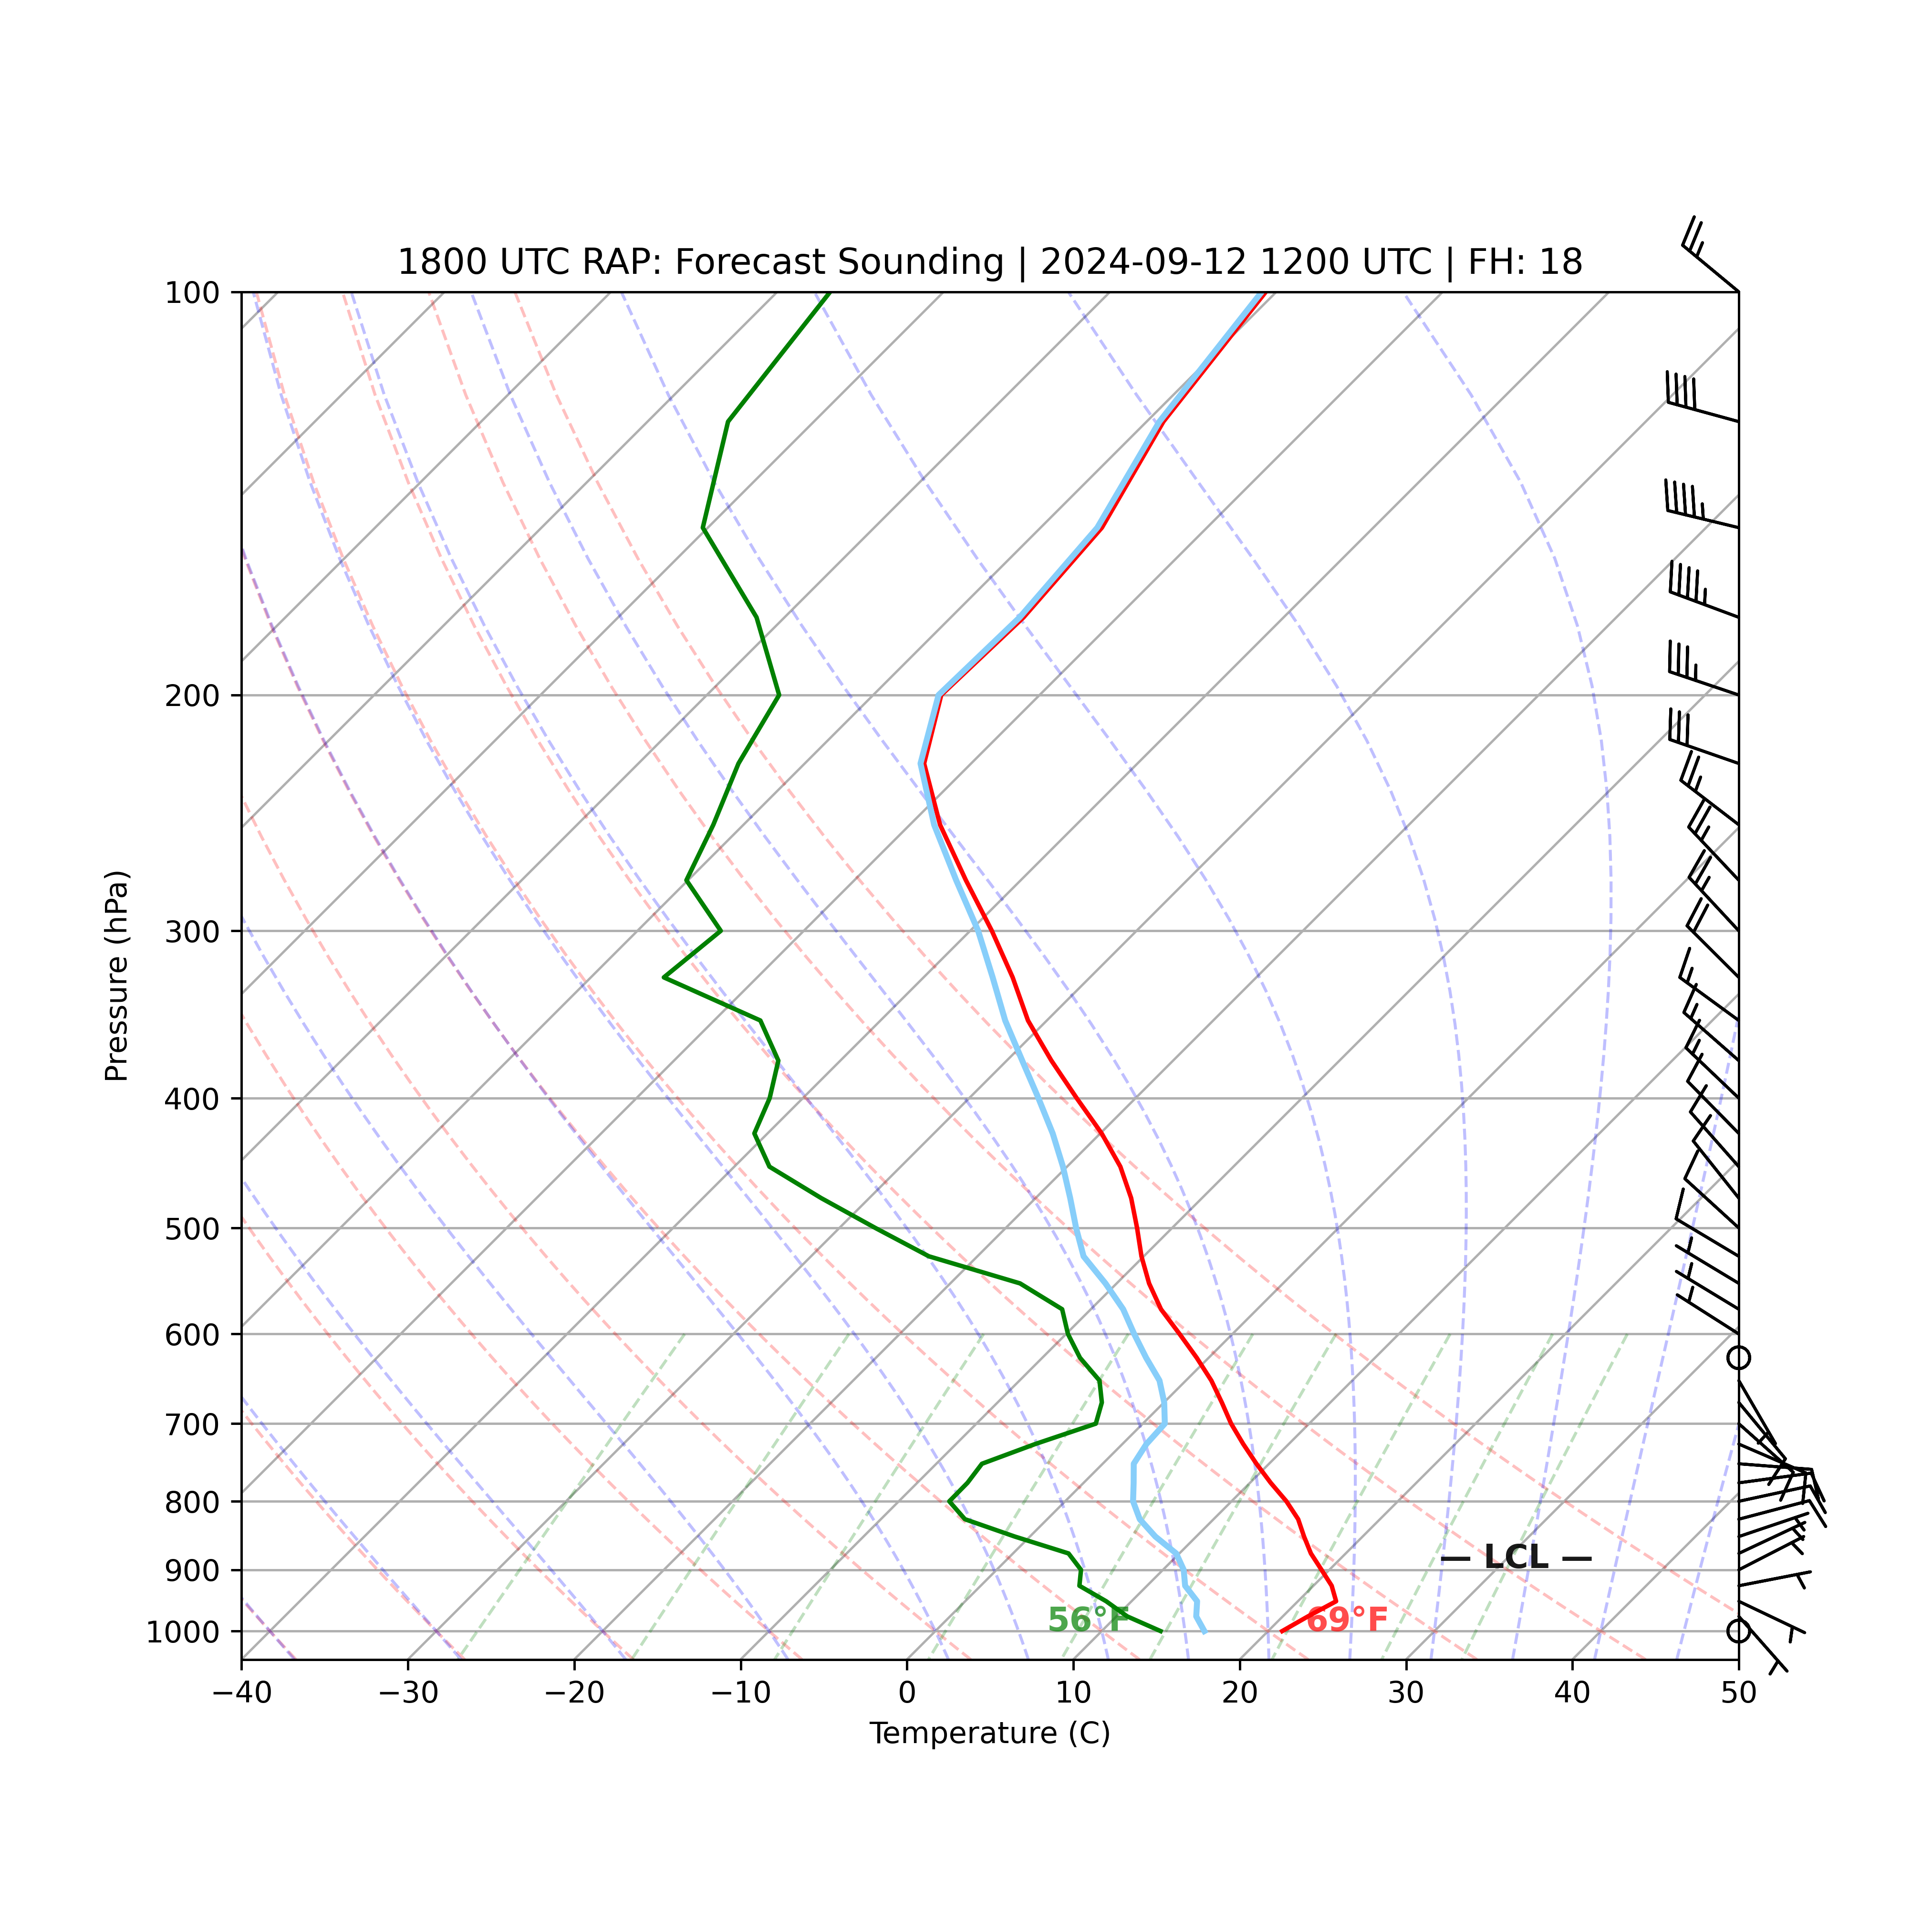 1800 UTC RAP: Forecast Sounding | 2024-09-12 1200 UTC | FH: 18
100
200
300
400
500
600
700
800
900
1000
Pressure (hPa)
— LCL —
56°F
69°F
−40 −30 −20 −10 0 10 20 30 40 50
Temperature (C)